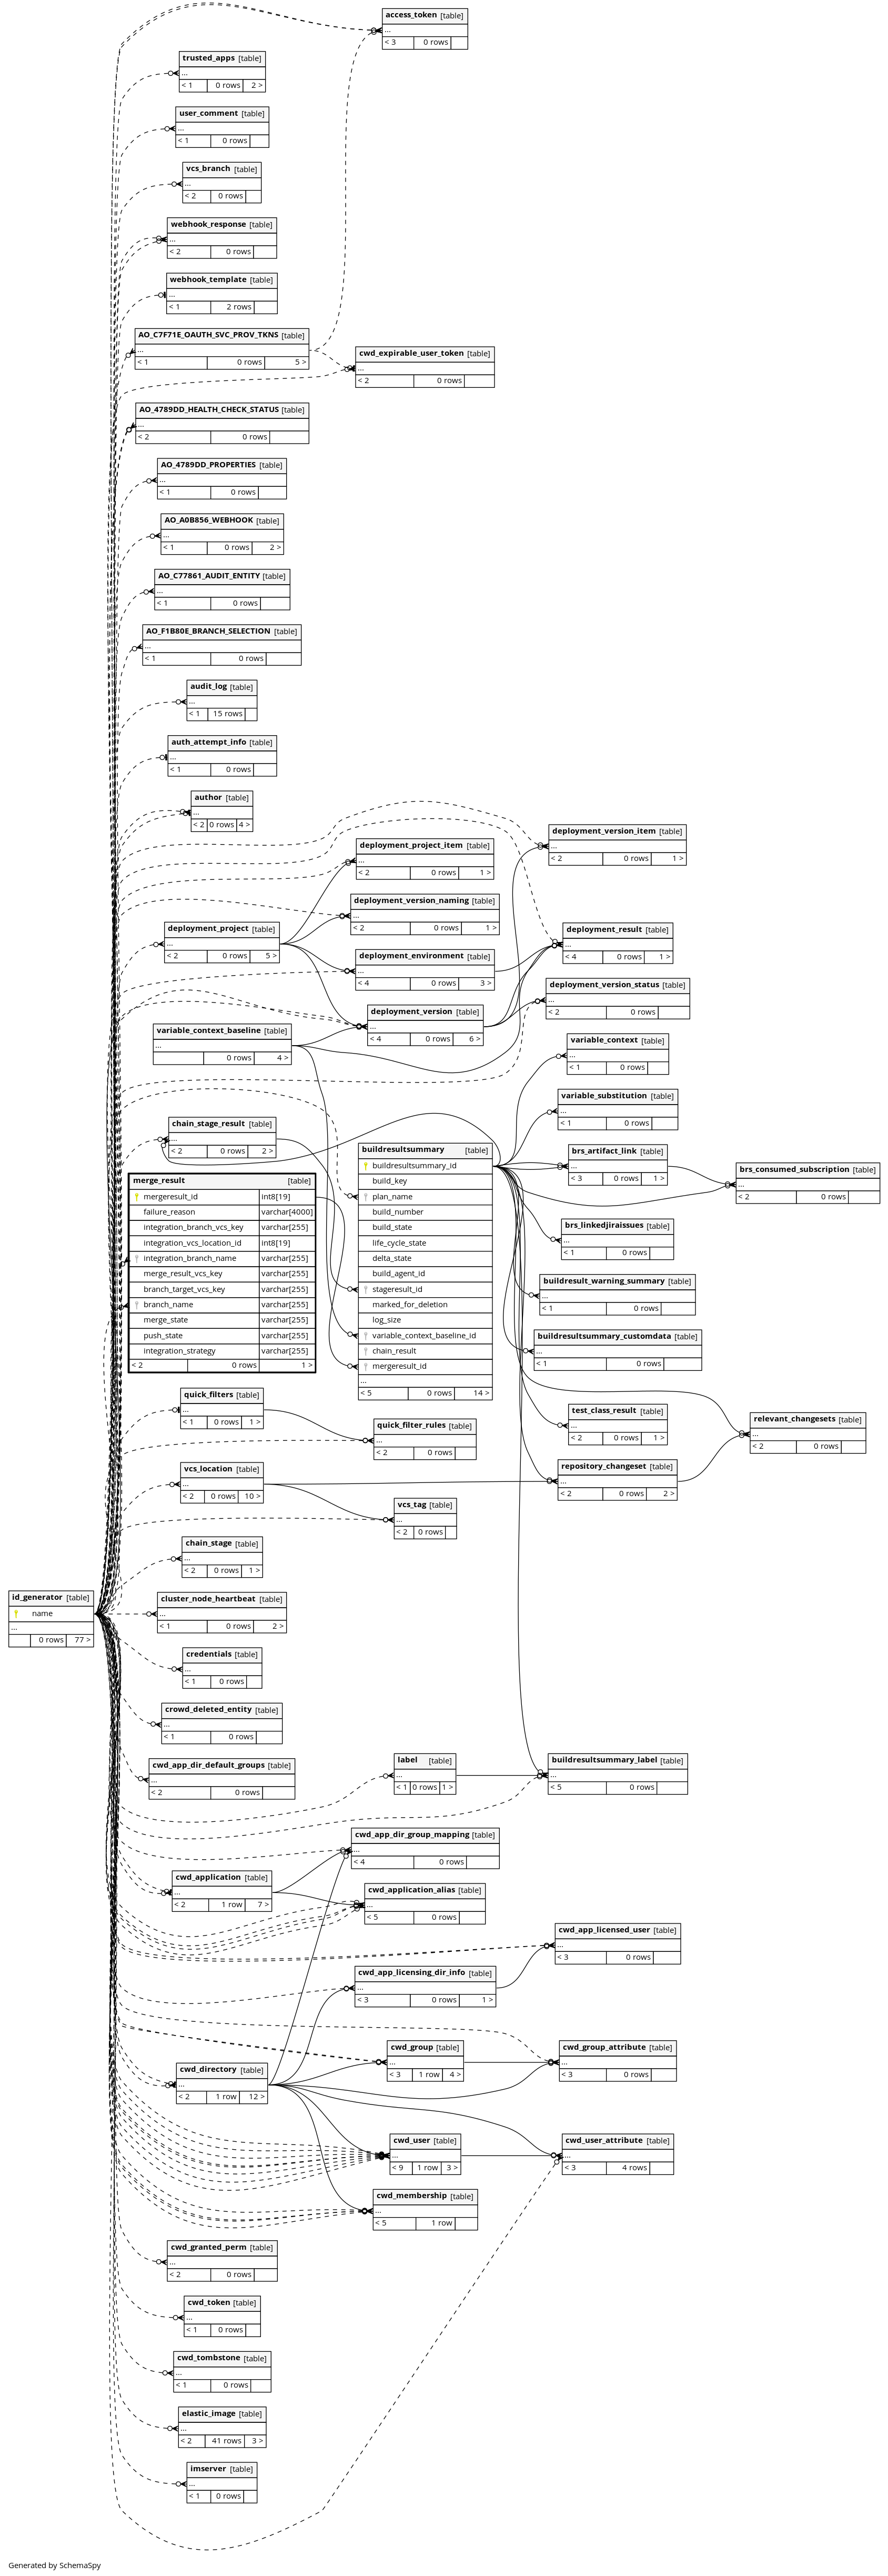 access_token [table]
...
< 3 0 rows
trusted_apps [table]
...
< 1 0 rows 2 >
user_comment [table]
...
< 1 0 rows
vcs_branch [table]
...
< 2 0 rows
webhook_response [table]
...
< 2 0 rows
webhook_template [table]
...
< 1 2 rows
AO_C7F71E_OAUTH_SVC_PROV_TKNS [table]
...
< 1 0 rows 5 >
cwd_expirable_user_token [table]
...
< 2 0 rows
AO_4789DD_HEALTH_CHECK_STATUS [table]
...
< 2 0 rows
AO_4789DD_PROPERTIES [table]
...
< 1 0 rows
AO_A0B856_WEBHOOK [table]
...
< 1 0 rows 2 >
AO_C77861_AUDIT_ENTITY [table]
...
< 1 0 rows
AO_F1B80E_BRANCH_SELECTION [table]
...
< 1 0 rows
audit_log [table]
...
< 1 15 rows
auth_attempt_info [table]
...
< 1 0 rows
author [table]
...
< 2 0 rows 4 >
deployment_version_item [table]
...
< 2 0 rows 1 >
deployment_project_item [table]
...
< 2 0 rows 1 >
deployment_version_naming [table]
...
< 2 0 rows 1 >
deployment_project [table]
...
< 2 0 rows 5 >
deployment_result [table]
...
< 4 0 rows 1 >
deployment_environment [table]
...
< 4 0 rows 3 >
deployment_version_status [table]
...
< 2 0 rows
deployment_version [table]
...
< 4 0 rows 6 >
variable_context_baseline [table]
...
0 rows 4 >
variable_context [table]
...
< 1 0 rows
variable_substitution [table]
...
< 1 0 rows
chain_stage_result [table]
...
< 2 0 rows 2 >
buildresultsummary [table]
buildresultsummary_id
build_key
plan_name
build_number
build_state
life_cycle_state
delta_state
build_agent_id
stageresult_id
marked_for_deletion
log_size
variable_context_baseline_id
chain_result
mergeresult_id
...
< 5 0 rows 14 >
brs_artifact_link [table]
...
< 3 0 rows 1 >
brs_consumed_subscription [table]
...
< 2 0 rows
merge_result [table]
mergeresult_id int8[19]
failure_reason varchar[4000]
integration_branch_vcs_key varchar[255]
integration_vcs_location_id int8[19]
integration_branch_name varchar[255]
merge_result_vcs_key varchar[255]
branch_target_vcs_key varchar[255]
branch_name varchar[255]
merge_state varchar[255]
push_state varchar[255]
integration_strategy varchar[255]
< 2 0 rows 1 >
brs_linkedjiraissues [table]
...
< 1 0 rows
buildresult_warning_summary [table]
...
< 1 0 rows
buildresultsummary_customdata [table]
...
< 1 0 rows
quick_filters [table]
...
< 1 0 rows 1 >
test_class_result [table]
...
< 2 0 rows 1 >
relevant_changesets [table]
...
< 2 0 rows
quick_filter_rules [table]
...
< 2 0 rows
repository_changeset [table]
...
< 2 0 rows 2 >
vcs_location [table]
...
< 2 0 rows 10 >
vcs_tag [table]
...
< 2 0 rows
chain_stage [table]
...
< 2 0 rows 1 >
id_generator [table]
name
...
0 rows 77 >
cluster_node_heartbeat [table]
...
< 1 0 rows 2 >
credentials [table]
...
< 1 0 rows
crowd_deleted_entity [table]
...
< 1 0 rows
cwd_app_dir_default_groups [table]
...
< 2 0 rows
label [table]
...
< 1 0 rows 1 >
buildresultsummary_label [table]
...
< 5 0 rows
cwd_app_dir_group_mapping [table]
...
< 4 0 rows
cwd_application [table]
...
< 2 1 row 7 >
cwd_application_alias [table]
...
< 5 0 rows
cwd_app_licensed_user [table]
...
< 3 0 rows
cwd_app_licensing_dir_info [table]
...
< 3 0 rows 1 >
cwd_group [table]
...
< 3 1 row 4 >
cwd_group_attribute [table]
...
< 3 0 rows
cwd_directory [table]
...
< 2 1 row 12 >
cwd_user [table]
...
< 9 1 row 3 >
cwd_user_attribute [table]
...
< 3 4 rows
cwd_membership [table]
...
< 5 1 row
cwd_granted_perm [table]
...
< 2 0 rows
cwd_token [table]
...
< 1 0 rows
cwd_tombstone [table]
...
< 1 0 rows
elastic_image [table]
...
< 2 41 rows 3 >
imserver [table]
...
< 1 0 rows
Generated by SchemaSpy